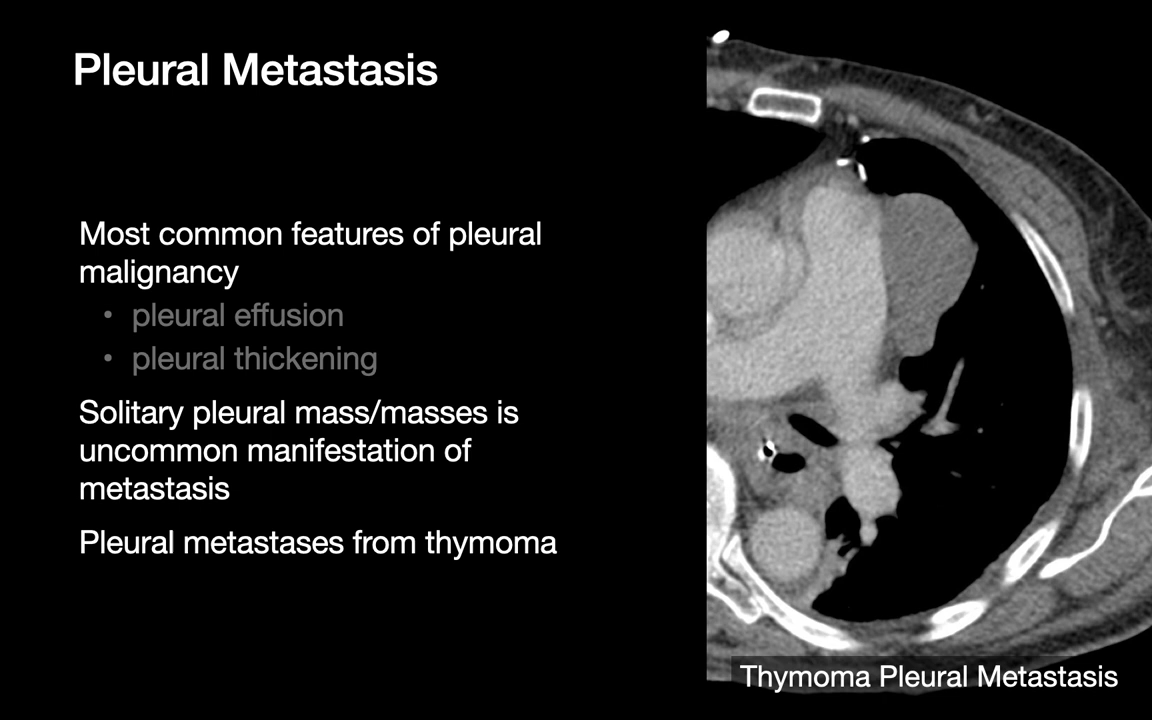 Pleural Metastasis
Most common features of pleural
malignancy
• pleural effusion
• pleural thickening
Solitary pleural mass/masses is
uncommon manifestation of
metastasis
Pleural metastases from thymoma
Thymoma Pleural Metastasis